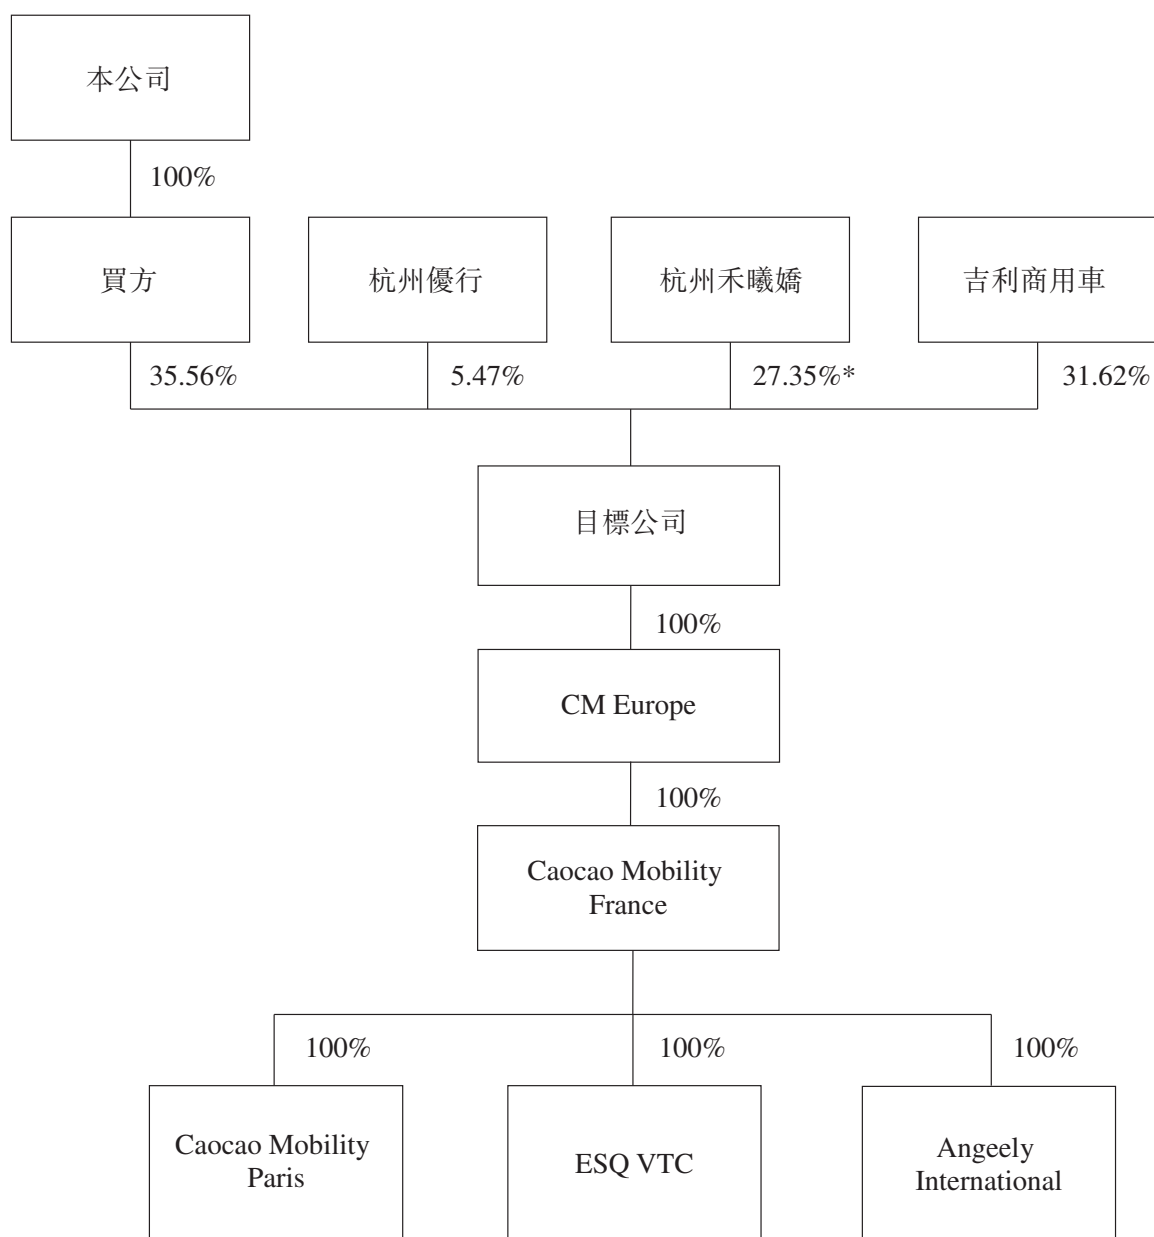 本公司
100%
買方
杭州優行
杭州禾曦嬌
吉利商用車
35.56%
5.47%
27.35%*
31.62%
目標公司
100%
CM Europe
100%
Caocao Mobility
France
100%
100%
100%
Caocao Mobility
Paris
ESQ VTC
Angeely
International